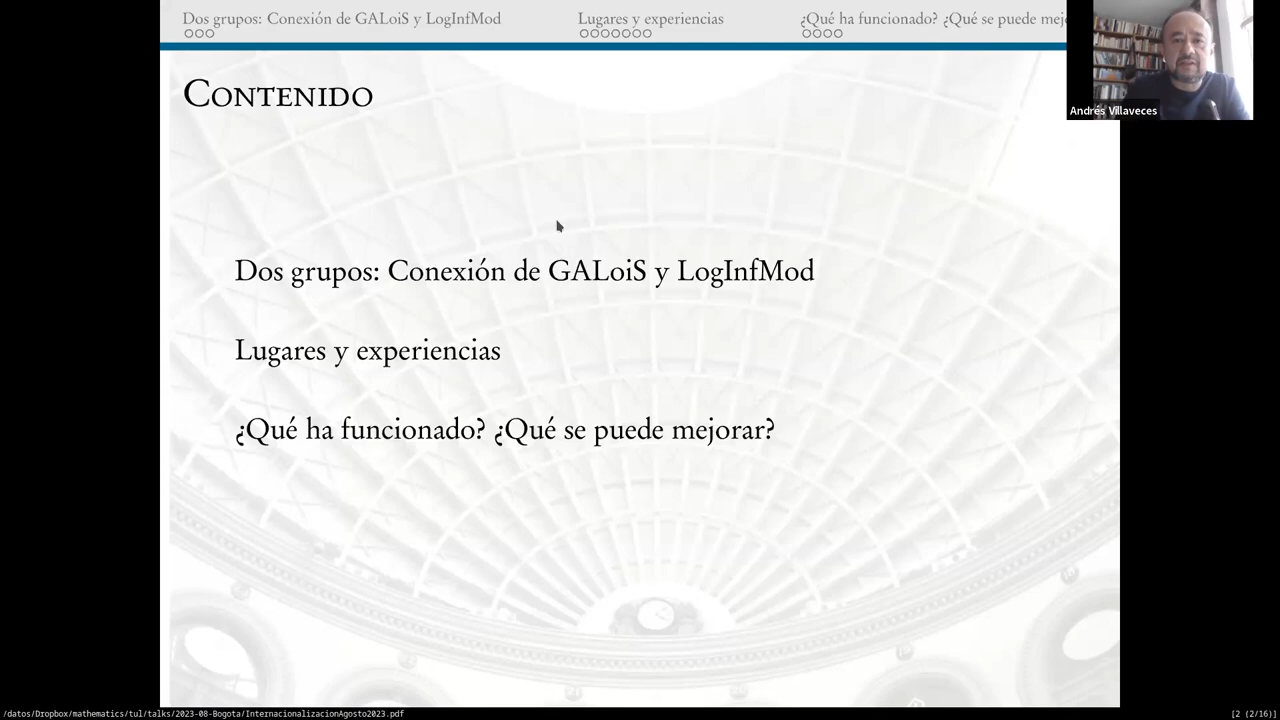 Dos grupos: Conexión de GALoiS y LogInfMod
Lugares y experiencias
¿Qué ha funcionado? ¿Qué se puede mej
Andrés Villaveces
CONTENIDO
Dos grupos: Conexión de GALoiS y LogInfMod
Lugares y experiencias
¿Qué ha funcionado? ¿Qué se puede mejorar?
/datos/Dropbox/mathematics/tul/talks/2023-08-Bogota/InternacionalizacionAgosto2023.pdf
[2 (2/16)]